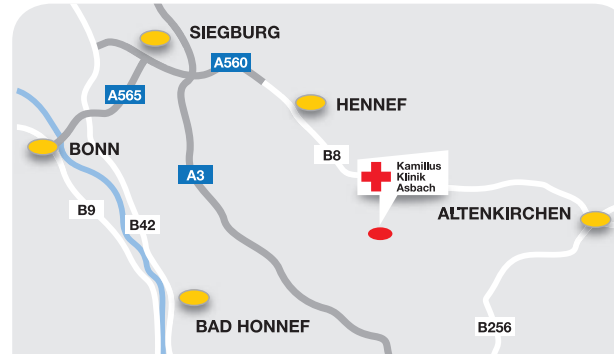 SIEGBURG
A560
A565
HENNEF
BONN
B8
Kamillus
Klinik
Asbach
A3
B9
B42
ALTENKIRCHEN
BAD HONNEF
B256